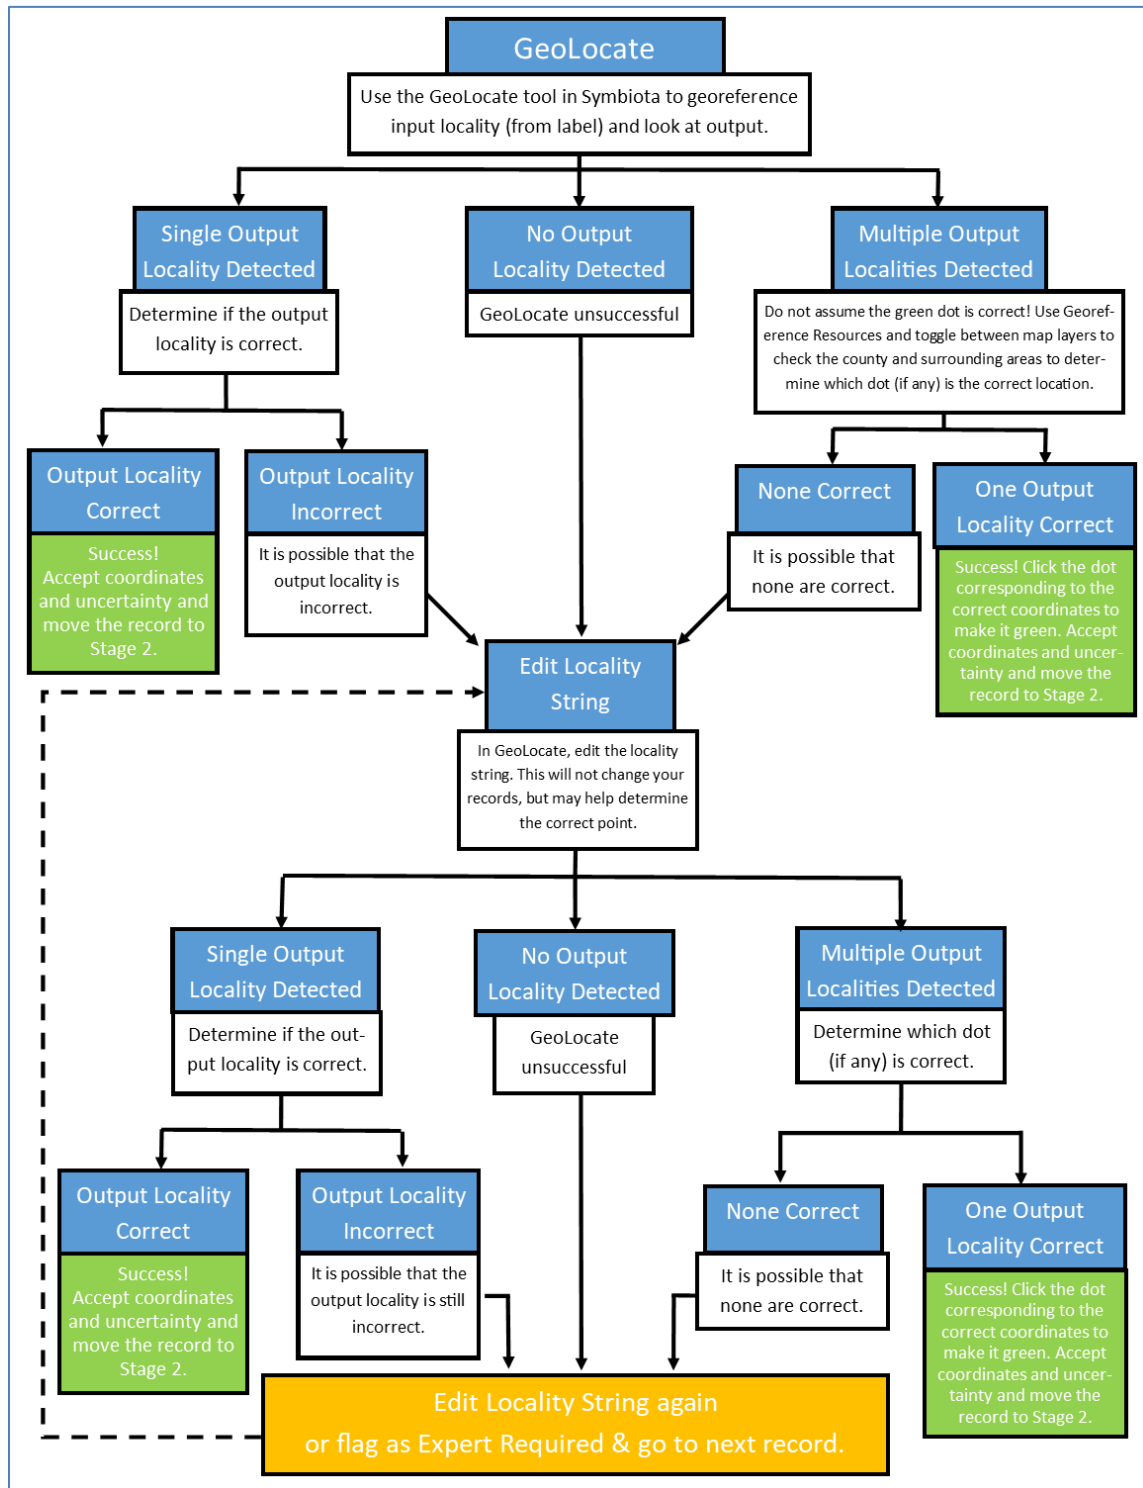 GeoLocate
Use the GeoLocate tool in Symbiota to georeference
input locality (from label) and look at output.
Single Output
Locality Detected
Determine if the output
locality is correct.
No Output
Locality Detected
GeoLocate unsuccessful
Multiple Output
Localities Detected
Do not assume the green dot is correct! Use Georef-
erence Resources and toggle between map layers to
check the county and surrounding areas to deter-
mine which dot (if any) is the correct location.
Output Locality
Correct
Success!
Accept coordinates
and uncertainty and
move the record to
Stage 2.
Output Locality
Incorrect
It is possible that the
output locality is
incorrect.
None Correct
It is possible that
none are correct.
One Output
Locality Correct
Success! Click the dot
corresponding to the
correct coordinates to
make it green. Accept
coordinates and uncer-
tainty and move the
record to Stage 2.
Edit Locality
String
In GeoLocate, edit the locality
string. This will not change your
records, but may help determine
the correct point.
Single Output
Locality Detected
Determine if the out-
put locality is correct.
No Output
Locality Detected
GeoLocate
unsuccessful
Multiple Output
Localities Detected
Determine which dot
(if any) is correct.
Output Locality
Correct
Success!
Accept coordinates
and uncertainty and
move the record to
Stage 2.
Output Locality
Incorrect
It is possible that the
output locality is still
incorrect.
None Correct
It is possible that
none are correct.
One Output
Locality Correct
Success! Click the dot
corresponding to the
correct coordinates to
make it green. Accept
coordinates and uncer-
tainty and move the
record to Stage 2.
Edit Locality String again
or flag as Expert Required & go to next record.